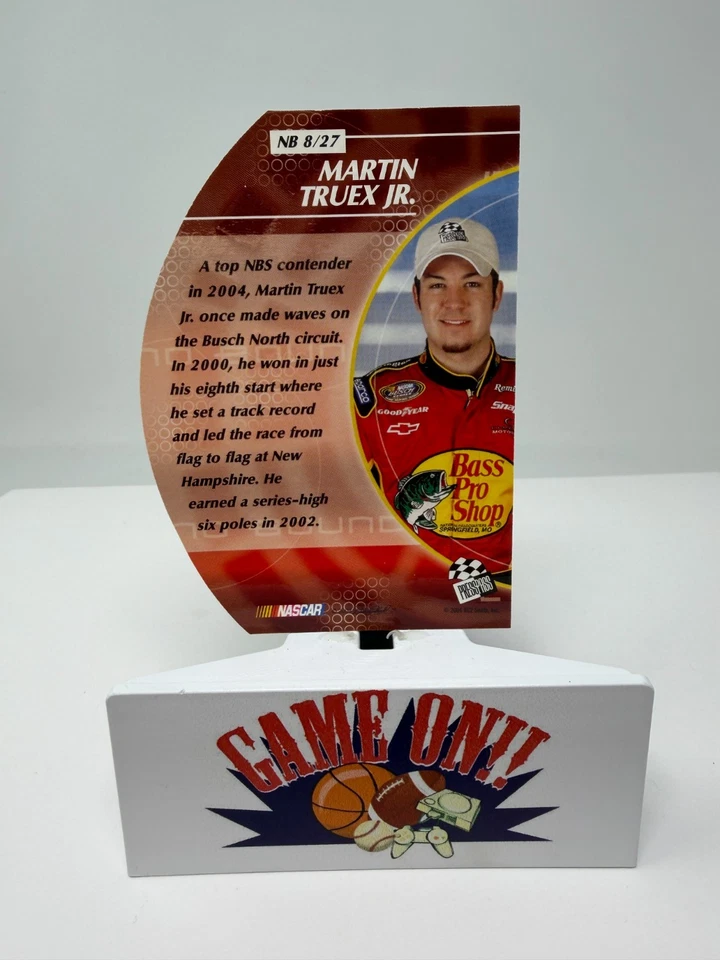 NB 8/27
MARTIN
TRUEX JR.
A top NBS contender
in 2004, Martin Truex
Jr. once made waves on
the Busch North circuit.
In 2000, he won in just
his eighth start where
he set a track record
and led the race from
flag to flag at New
Hampshire. He
earned a series-high
six poles in 2002.
GOODYEAR
Snap
Bass
Pro
Shop
SPRINGFIELD, MO
NASCAR
GAME ON!!